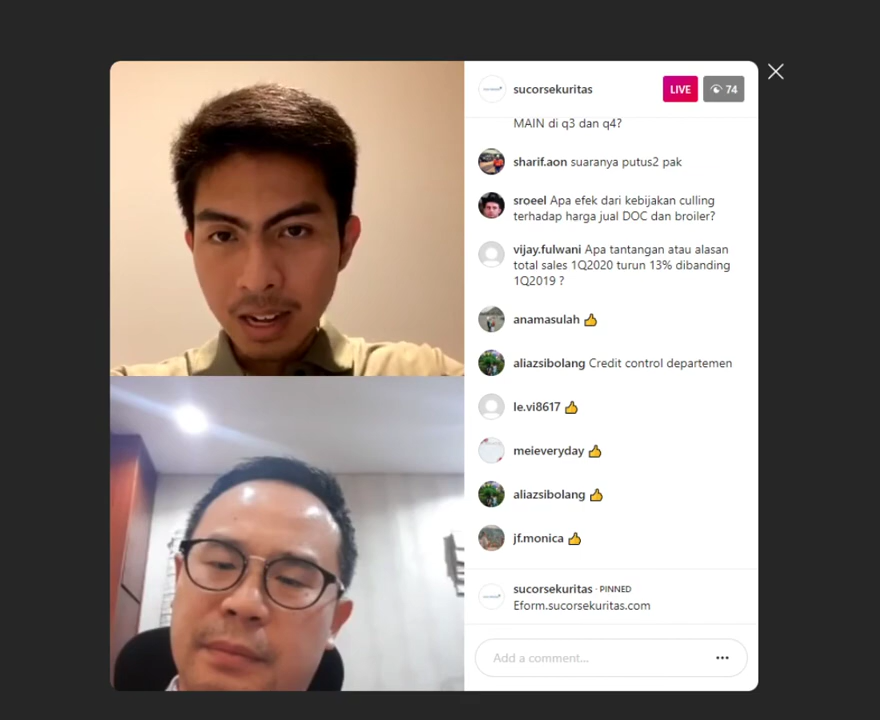 sucorsekuritas
LIVE
74
MAIN di q3 dan q4?
sharif.aon suaranya putus2 pak
sroeel Apa efek dari kebijakan culling
terhadap harga jual DOC dan broiler?
vijay.fulwani Apa tantangan atau alasan
total sales 1Q2020 turun 13% dibanding
1Q2019 ?
anamasulah 👍
aliazsibolang Credit control departemen
le.vi8617 👍
meieveryday 👍
aliazsibolang 👍
jf.monica 👍
sucorsekuritas · PINNED
Eform.sucorsekuritas.com
Add a comment...